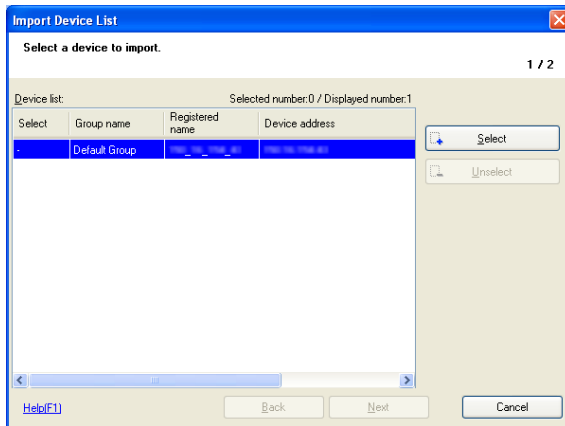 Import Device List
Select a device to import.
1 / 2
Device list:
Selected number:0 / Displayed number:1
Select Group name Registered name Device address
- Default Group
Select
Unselect
Help(F1)
Back
Next
Cancel